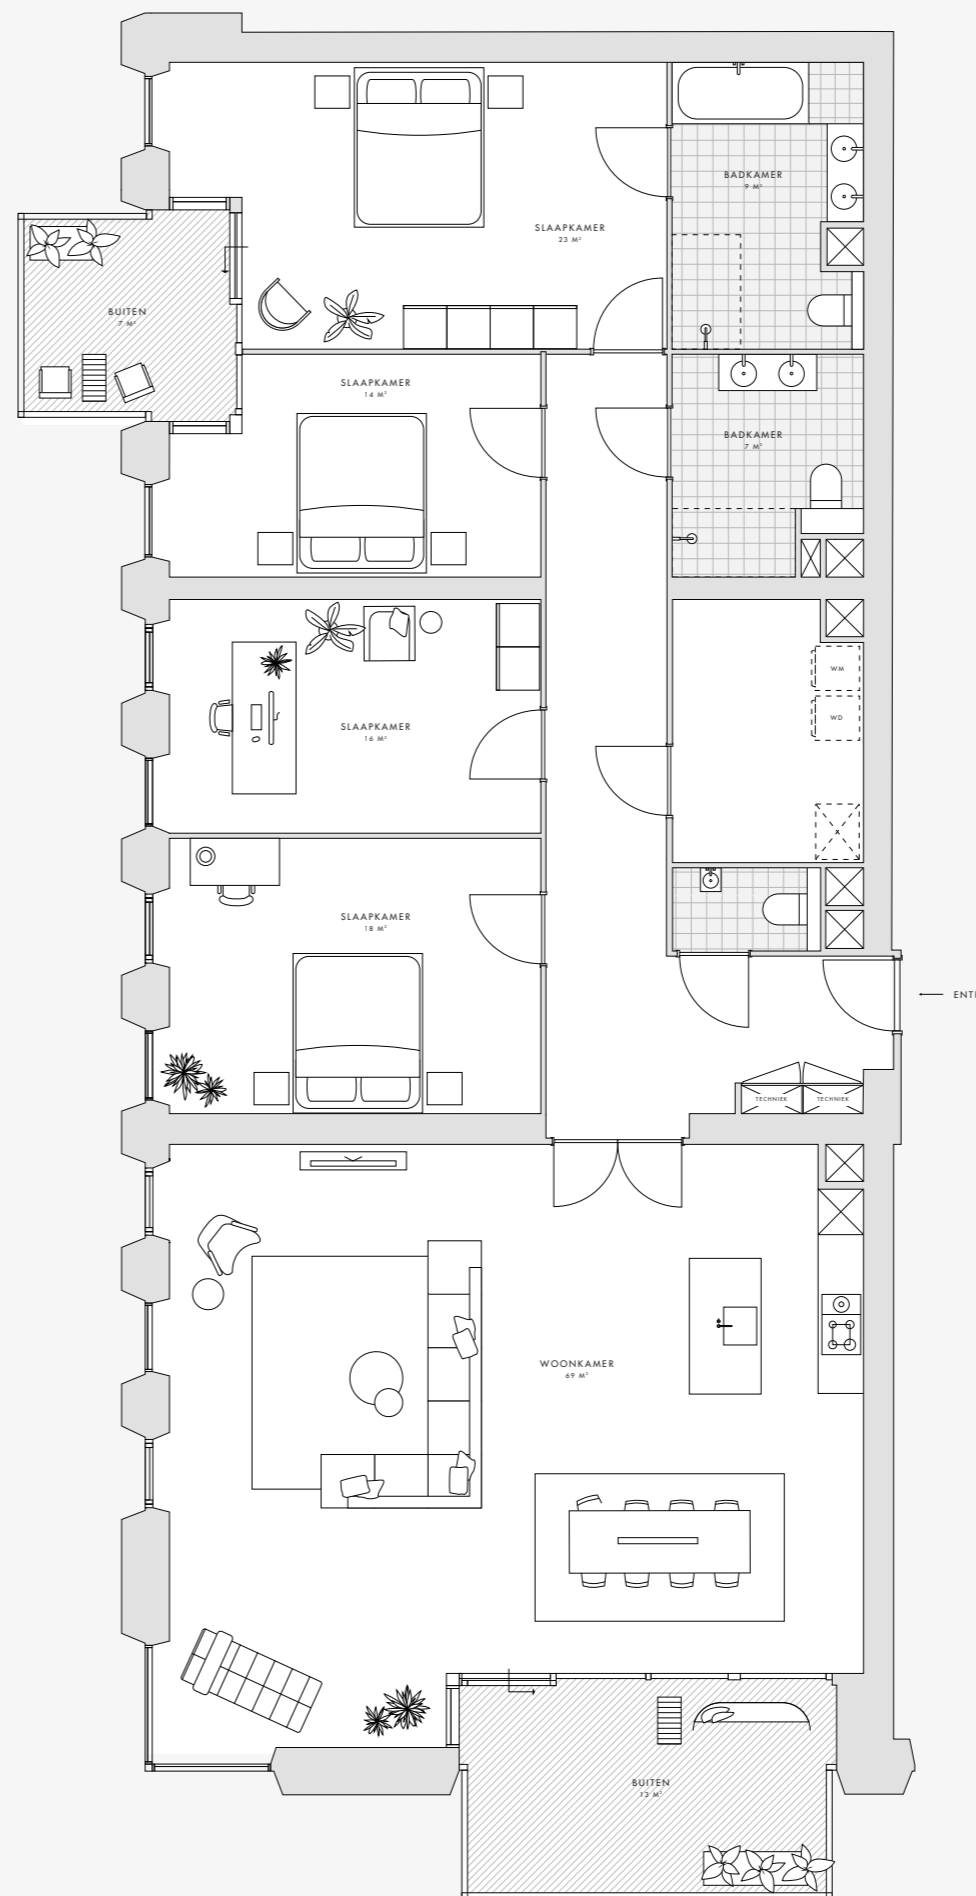 BADKAMER
9 M²
SLAAPKAMER
23 M²
BUITEN
7 M²
SLAAPKAMER
14 M²
BADKAMER
7 M²
WM
WD
SLAAPKAMER
16 M²
SLAAPKAMER
18 M²
TECHNIEK
TECHNIEK
WOONKAMER
69 M²
BUITEN
13 M²